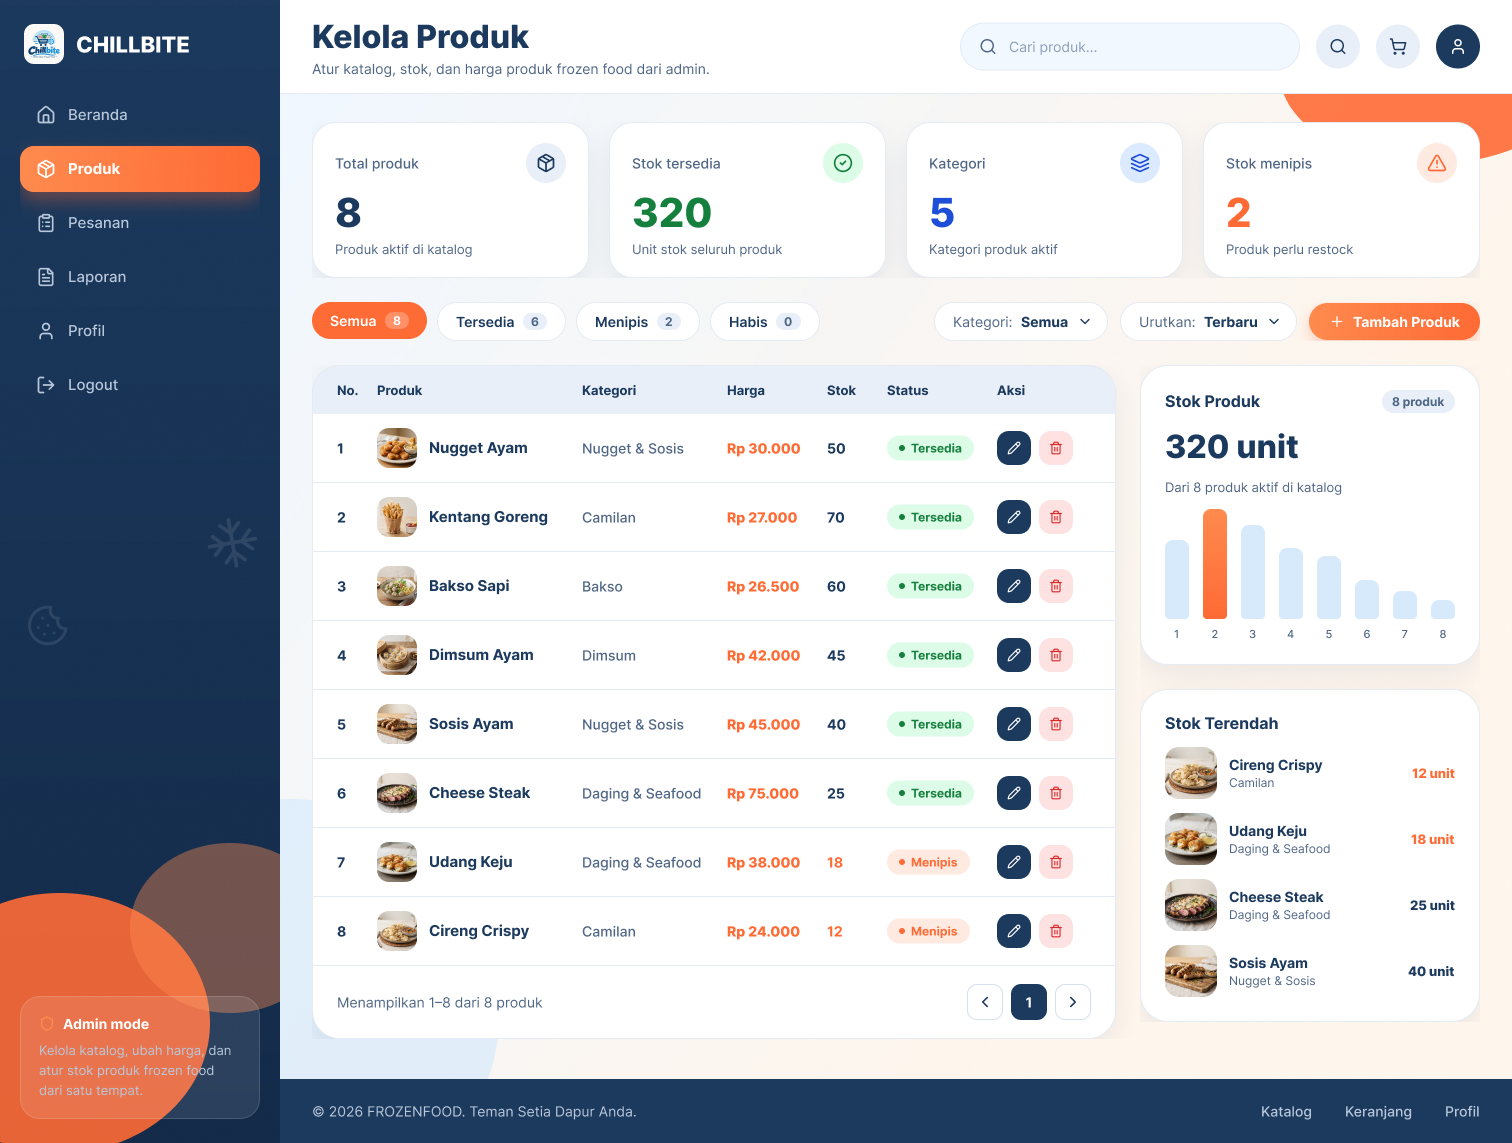 Chillbite
CHILLBITE
Beranda
Produk
Pesanan
Laporan
Profil
Logout
Admin mode
Kelola katalog, ubah harga, dan
atur stok produk frozen food
dari satu tempat.
Kelola Produk
Atur katalog, stok, dan harga produk frozen food dari admin.
Cari produk...
Total produk
8
Produk aktif di katalog
Stok tersedia
320
Unit stok seluruh produk
Kategori
5
Kategori produk aktif
Stok menipis
2
Produk perlu restock
Semua 8
Tersedia 6
Menipis 2
Habis 0
Kategori: Semua
Urutkan: Terbaru
+ Tambah Produk
No. Produk Kategori Harga Stok Status Aksi
1 Nugget Ayam Nugget & Sosis Rp 30.000 50 Tersedia
2 Kentang Goreng Camilan Rp 27.000 70 Tersedia
3 Bakso Sapi Bakso Rp 26.500 60 Tersedia
4 Dimsum Ayam Dimsum Rp 42.000 45 Tersedia
5 Sosis Ayam Nugget & Sosis Rp 45.000 40 Tersedia
6 Cheese Steak Daging & Seafood Rp 75.000 25 Tersedia
7 Udang Keju Daging & Seafood Rp 38.000 18 Menipis
8 Cireng Crispy Camilan Rp 24.000 12 Menipis
Menampilkan 1–8 dari 8 produk
1
Stok Produk
8 produk
320 unit
Dari 8 produk aktif di katalog
1 2 3 4 5 6 7 8
Stok Terendah
Cireng Crispy
Camilan
12 unit
Udang Keju
Daging & Seafood
18 unit
Cheese Steak
Daging & Seafood
25 unit
Sosis Ayam
Nugget & Sosis
40 unit
© 2026 FROZENFOOD. Teman Setia Dapur Anda.
Katalog
Keranjang
Profil